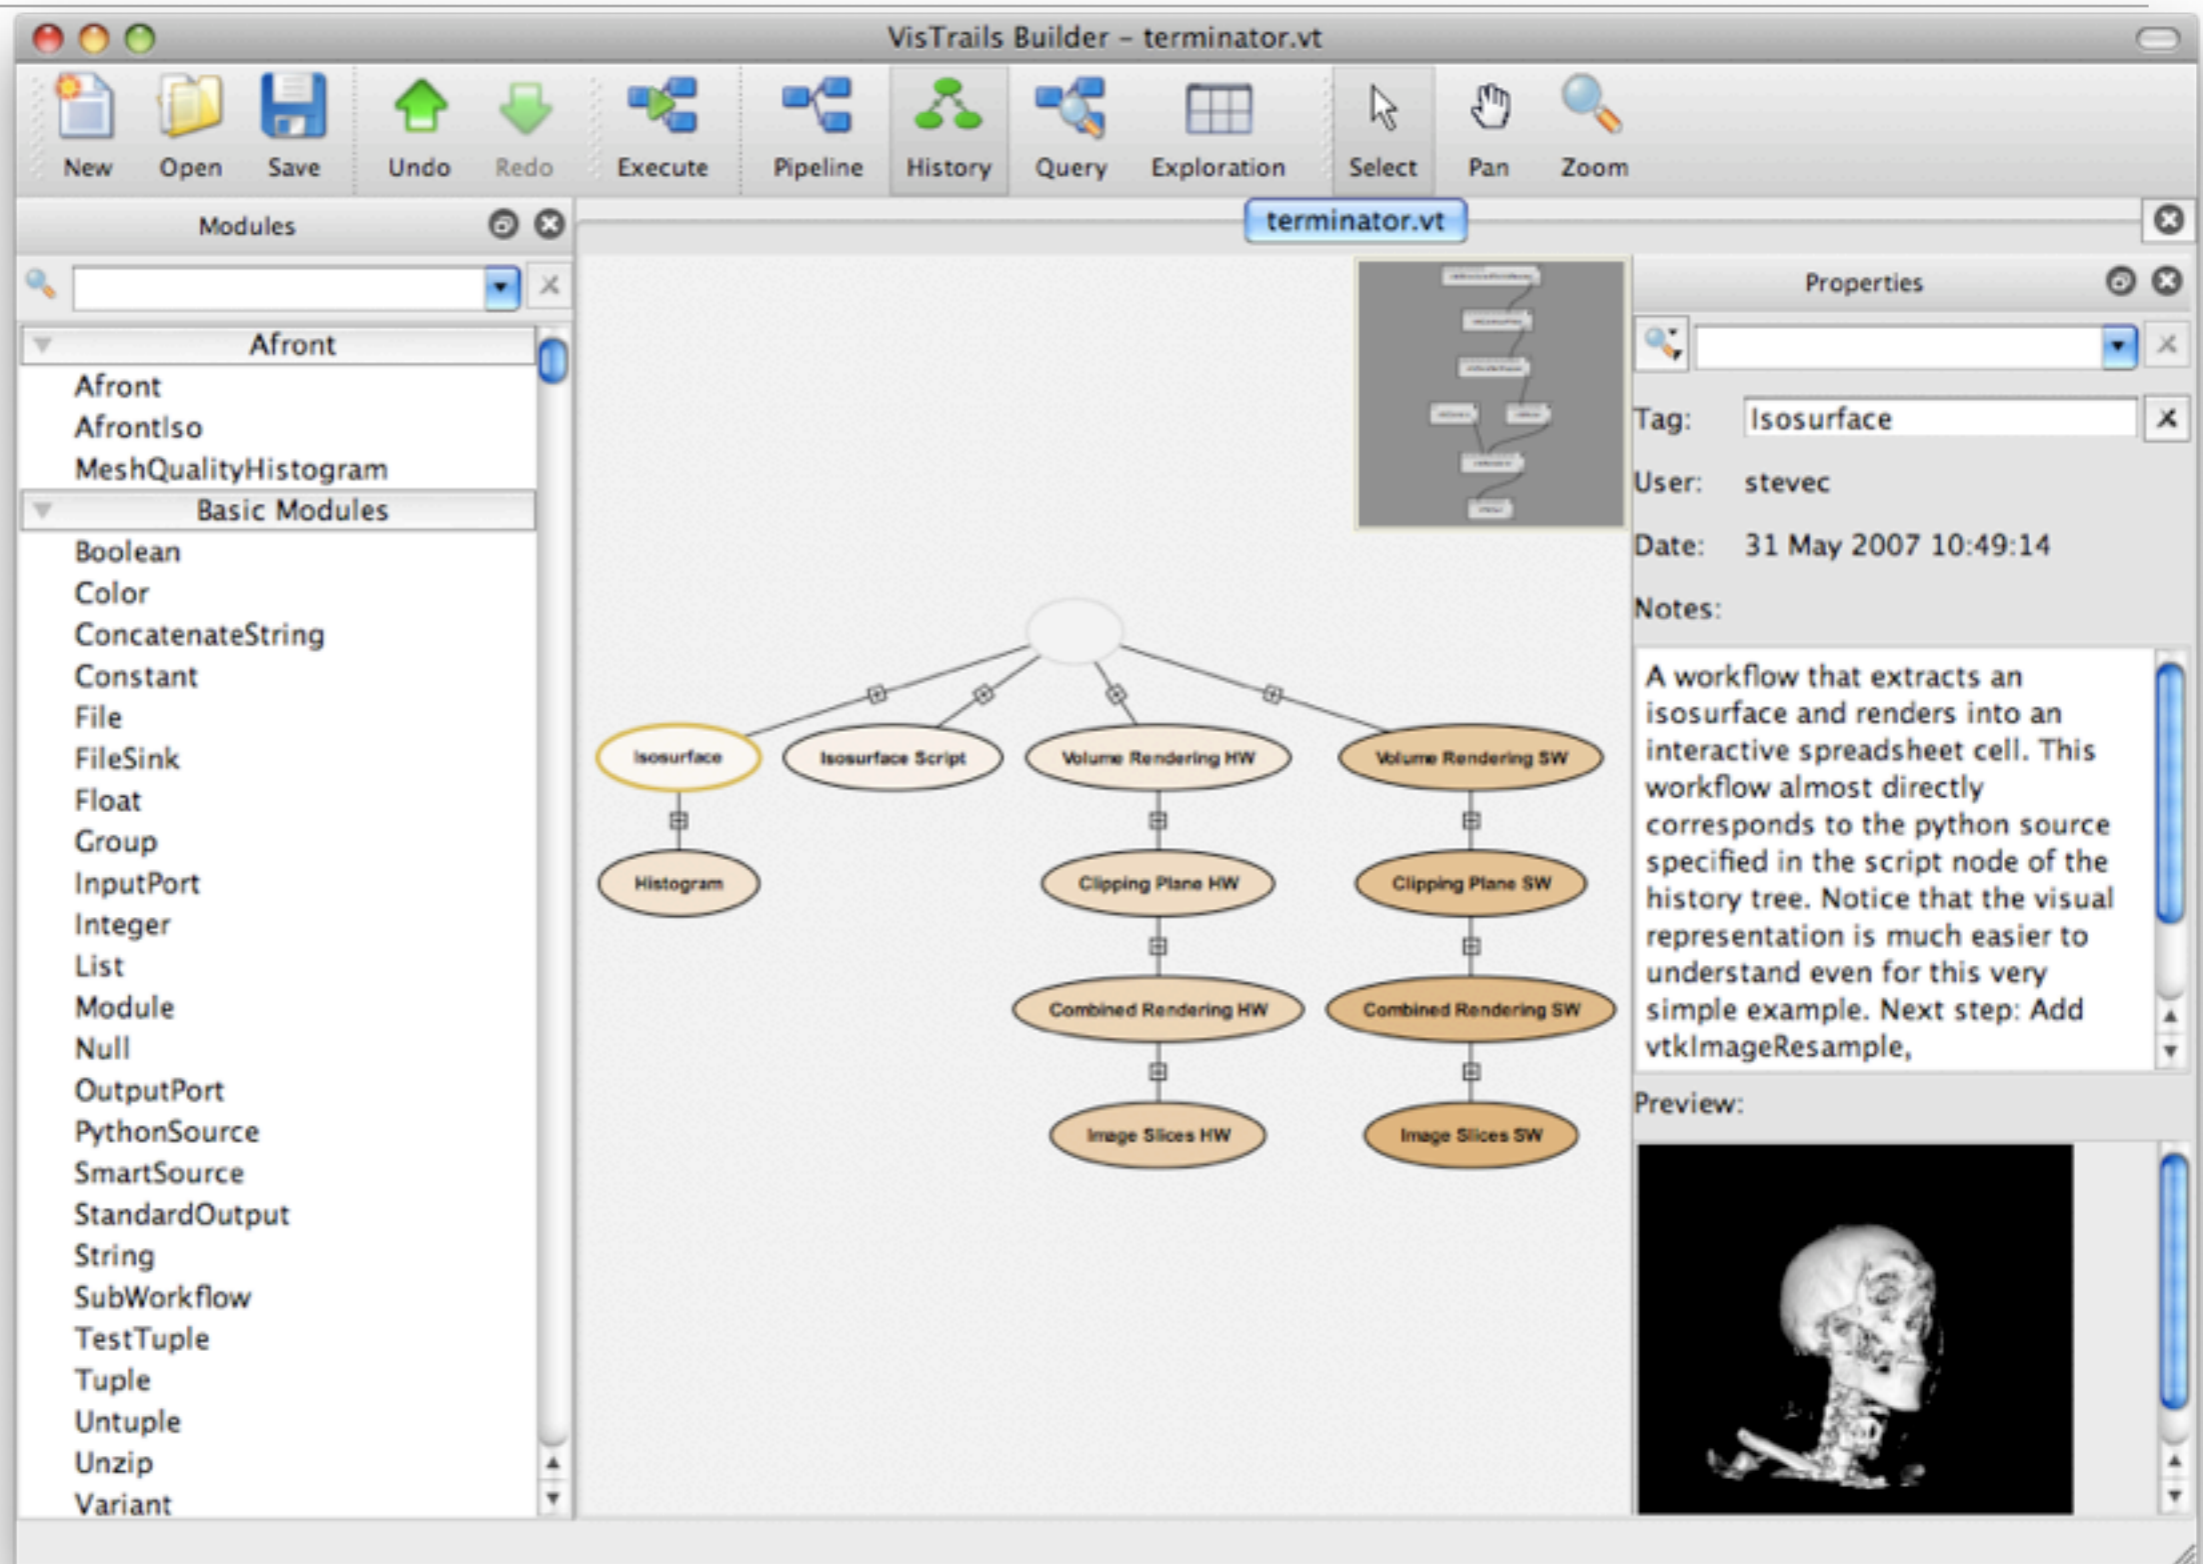 VisTrails Builder – terminator.vt
New Open Save Undo Redo Execute Pipeline History Query Exploration Select Pan Zoom
Modules
Afront
Afront
AfrontIso
MeshQualityHistogram
Basic Modules
Boolean
Color
ConcatenateString
Constant
File
FileSink
Float
Group
InputPort
Integer
List
Module
Null
OutputPort
PythonSource
SmartSource
StandardOutput
String
SubWorkflow
TestTuple
Tuple
Untuple
Unzip
Variant
terminator.vt
Isosurface Isosurface Script Volume Rendering HW Volume Rendering SW
Histogram Clipping Plane HW Clipping Plane SW
Combined Rendering HW Combined Rendering SW
Image Slices HW Image Slices SW
Properties
Tag: Isosurface
User: stevec
Date: 31 May 2007 10:49:14
Notes:
A workflow that extracts an
isosurface and renders into an
interactive spreadsheet cell. This
workflow almost directly
corresponds to the python source
specified in the script node of the
history tree. Notice that the visual
representation is much easier to
understand even for this very
simple example. Next step: Add
vtkImageResample,
Preview: